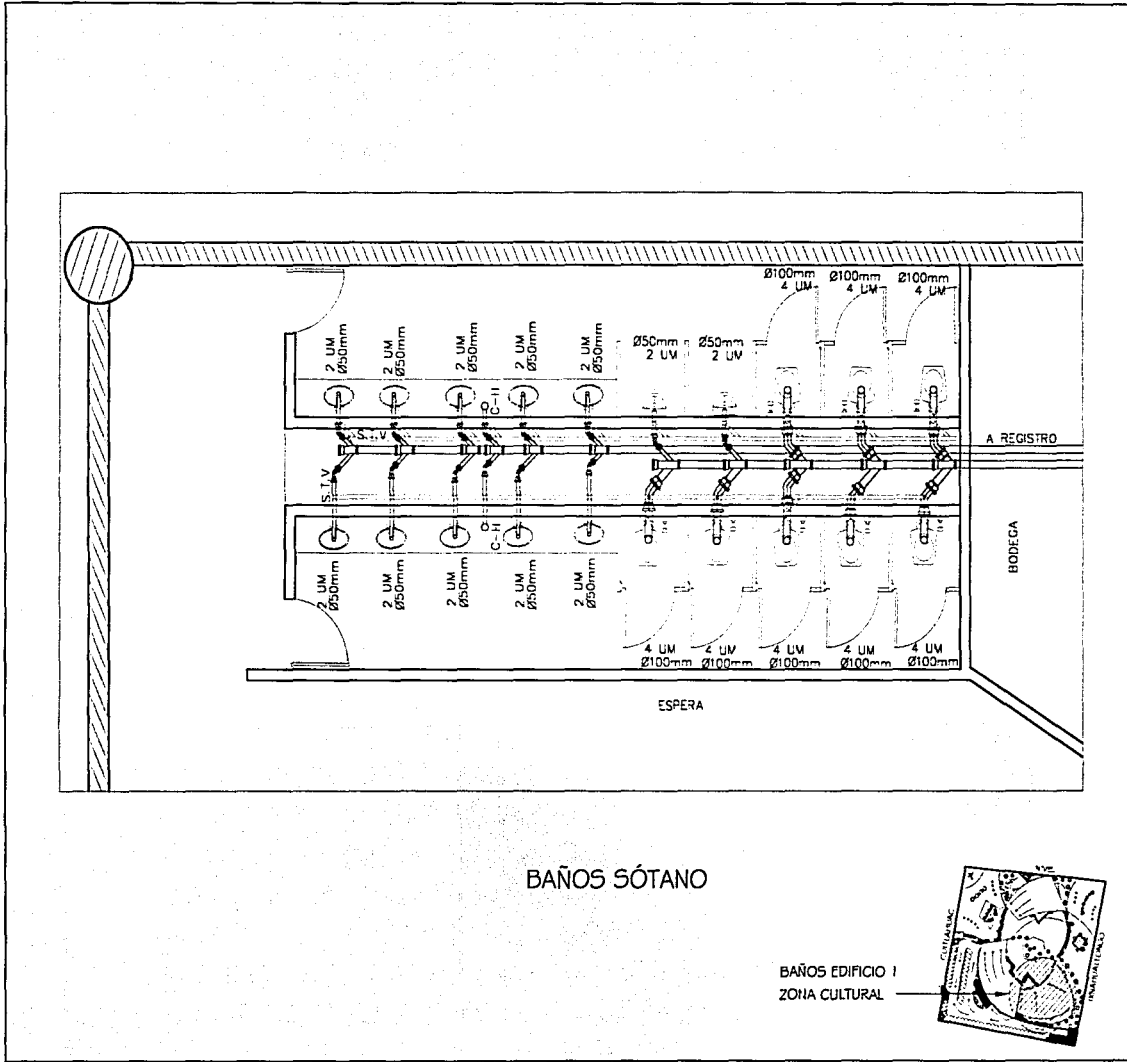 Ø100mm
4 UM
Ø100mm
4 UM
Ø100mm
4 UM
2 UM
Ø50mm
2 UM
Ø50mm
2 UM
Ø50mm
2 UM
Ø50mm
2 UM
Ø50mm
Ø50mm
2 UM
Ø50mm
2 UM
C-H
S.T.V.
A REGISTRO
S.T.V
C-H
BODEGA
2 UM
Ø50mm
2 UM
Ø50mm
2 UM
Ø50mm
2 UM
Ø50mm
2 UM
Ø50mm
4 UM
Ø100mm
4 UM
Ø100mm
4 UM
Ø100mm
4 UM
Ø100mm
4 UM
Ø100mm
ESPERA
BAÑOS SÓTANO
CUITLAHUAC
BAÑOS EDIFICIO 1
ZONA CULTURAL